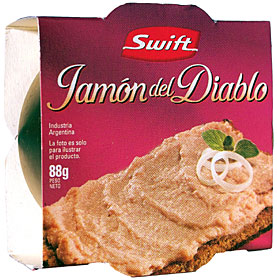 Swift
Jamón del Diablo
Industria
Argentina
La foto es solo
para ilustrar
el producto.
88g
PESO
NETO